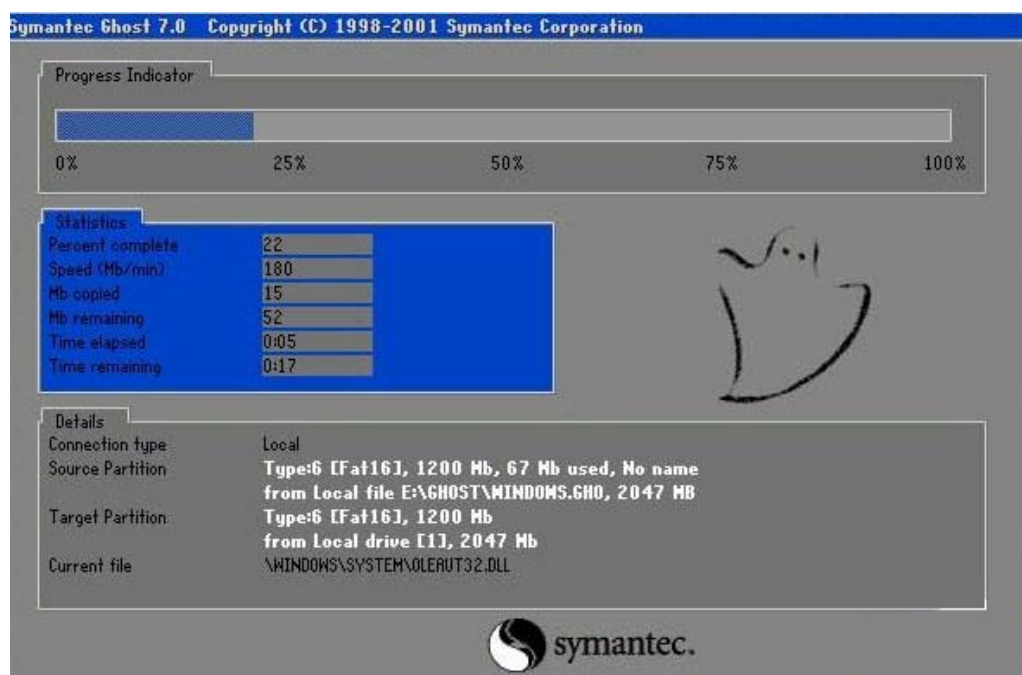 Symantec Ghost 7.0 Copyright (C) 1998-2001 Symantec Corporation
Progress Indicator
0% 25% 50% 75% 100%
Statistics
Percent complete 22
Speed (Mb/min) 180
Mb copied 15
Mb remaining 52
Time elapsed 0:05
Time remaining 0:17
Details
Connection type Local
Source Partition Type:6 [Fat16], 1200 Mb, 67 Mb used, No name
from Local file E:\GHOST\WINDOWS.GHO, 2047 MB
Target Partition Type:6 [Fat16], 1200 Mb
from Local drive [1], 2047 Mb
Current file \WINDOWS\SYSTEM\OLEAUT32.DLL
symantec.